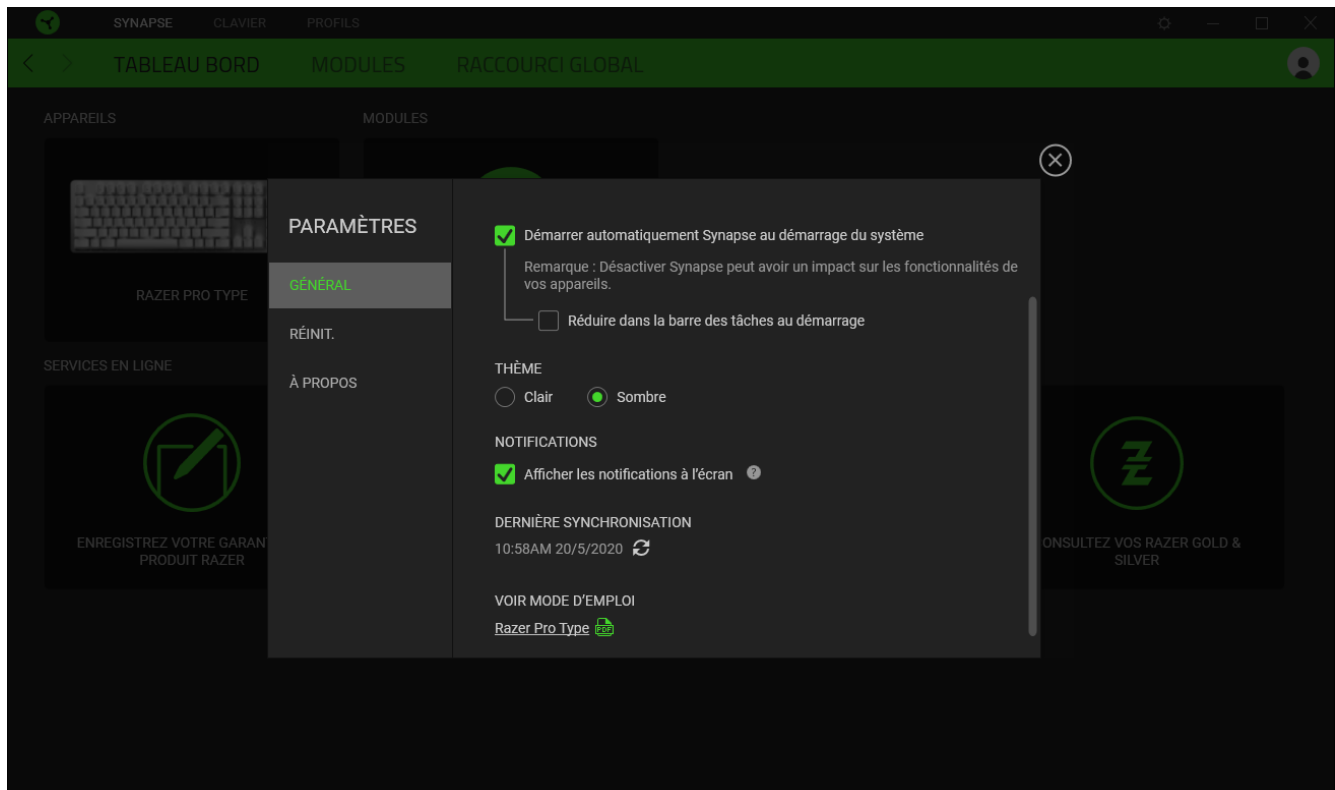 SYNAPSE CLAVIER PROFILS
TABLEAU BORD MODULES RACCOURCI GLOBAL
APPAREILS MODULES
RAZER PRO TYPE
SERVICES EN LIGNE
ENREGISTREZ VOTRE GARAN
PRODUIT RAZER
ONSULTEZ VOS RAZER GOLD &
SILVER
PARAMÈTRES
GÉNÉRAL
RÉINIT.
À PROPOS
Démarrer automatiquement Synapse au démarrage du système
Remarque : Désactiver Synapse peut avoir un impact sur les fonctionnalités de
vos appareils.
Réduire dans la barre des tâches au démarrage
THÈME
Clair Sombre
NOTIFICATIONS
Afficher les notifications à l'écran ?
DERNIÈRE SYNCHRONISATION
10:58AM 20/5/2020
VOIR MODE D'EMPLOI
Razer Pro Type PDF